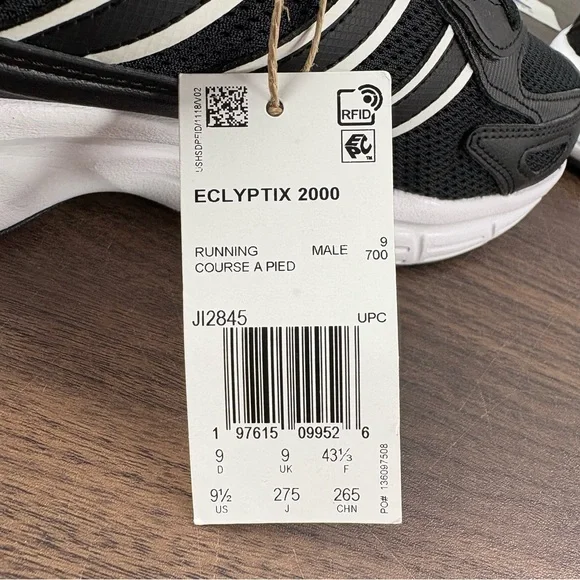 USHSDPFID/1118/V02
RFID
EPC™
ECLYPTIX 2000
RUNNING MALE 9
COURSE A PIED 700
JI2845 UPC
1 97615 09952 6
9 9 43⅓
D UK F
9½ 275 265
US J CHN
PO# 136097508